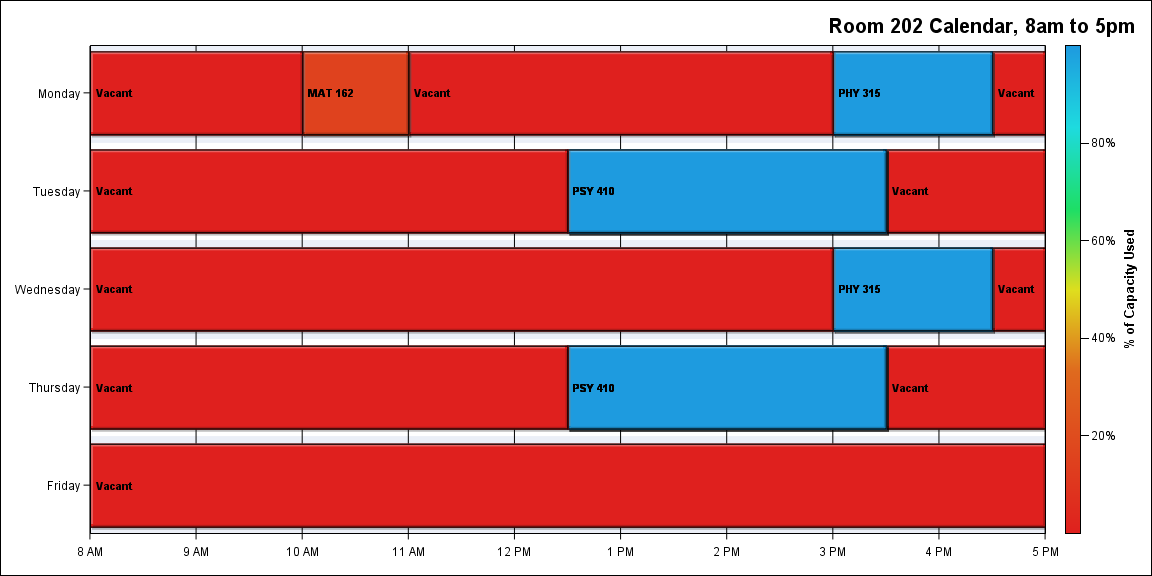 Room 202 Calendar, 8am to 5pm
Monday Vacant MAT 162 Vacant PHY 315 Vacant
80%
Tuesday Vacant PSY 410 Vacant
60%
% of Capacity Used
Wednesday Vacant PHY 315 Vacant
40%
Thursday Vacant PSY 410 Vacant
20%
Friday Vacant
8 AM 9 AM 10 AM 11 AM 12 PM 1 PM 2 PM 3 PM 4 PM 5 PM